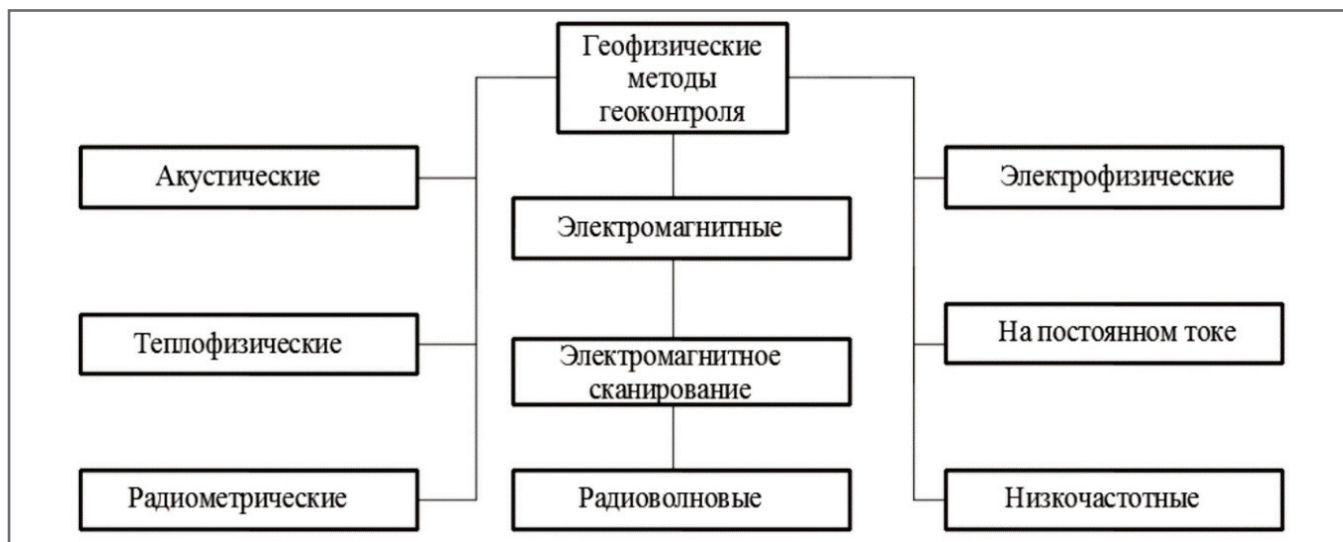 Геофизические
методы
геоконтроля
Акустические
Электрофизические
Электромагнитные
Теплофизические
На постоянном токе
Электромагнитное
сканирование
Радиометрические
Радиоволновые
Низкочастотные